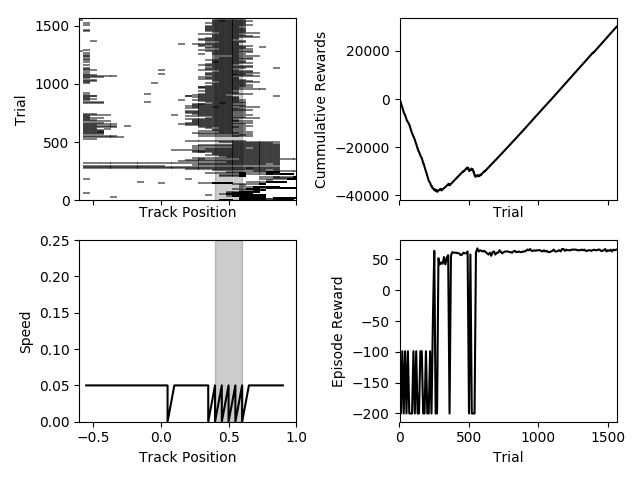 1500
1000
500
0
Trial
Track Position
20000
0
−20000
−40000
Cummulative Rewards
Trial
0.25
0.20
0.15
0.10
0.05
0.00
Speed
−0.5 0.0 0.5 1.0
Track Position
50
0
−50
−100
−150
−200
Episode Reward
0 500 1000 1500
Trial